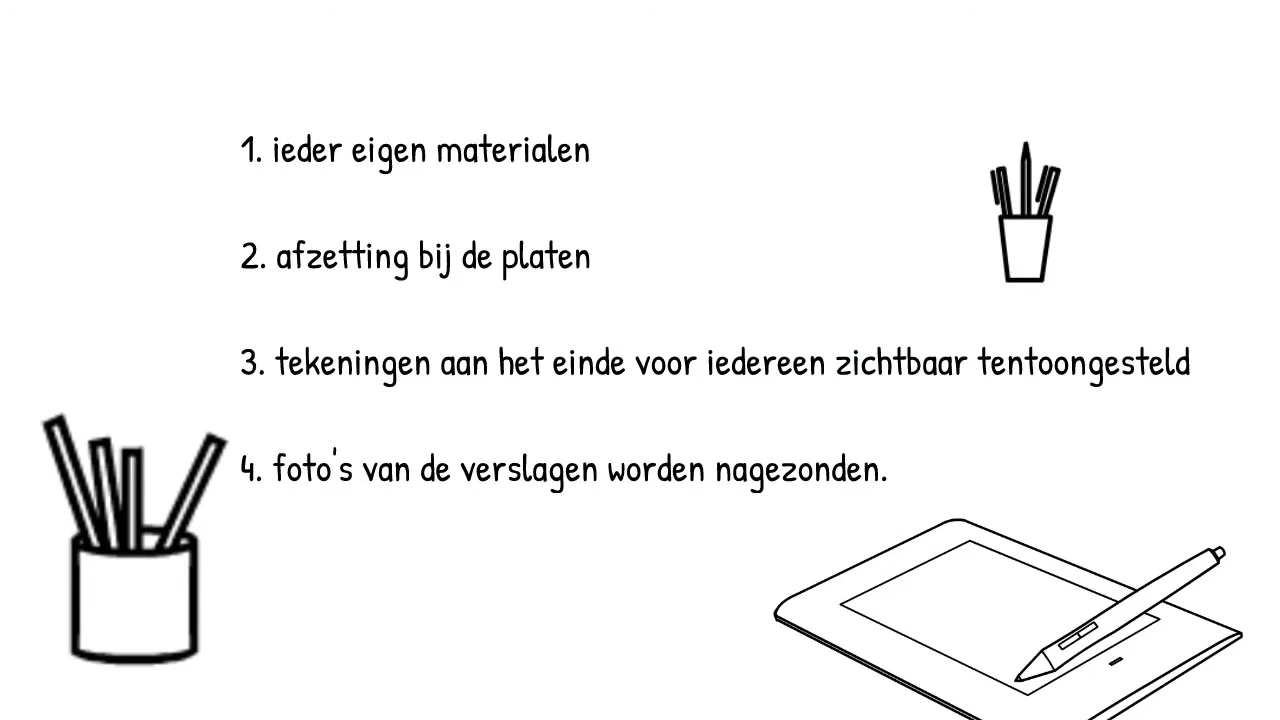 1. ieder eigen materialen
2. afzetting bij de platen
3. tekeningen aan het einde voor iedereen zichtbaar tentoongesteld
4. foto's van de verslagen worden nagezonden.